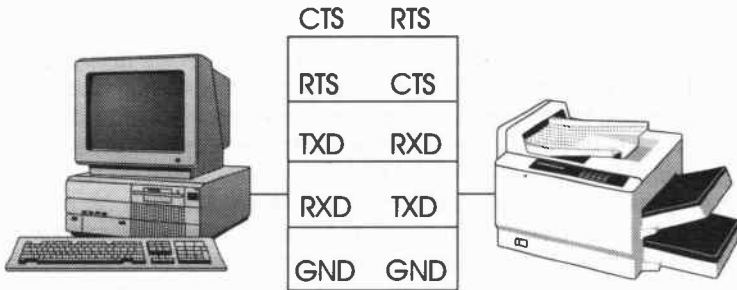 CTS RTS
RTS CTS
TXD RXD
RXD TXD
GND GND